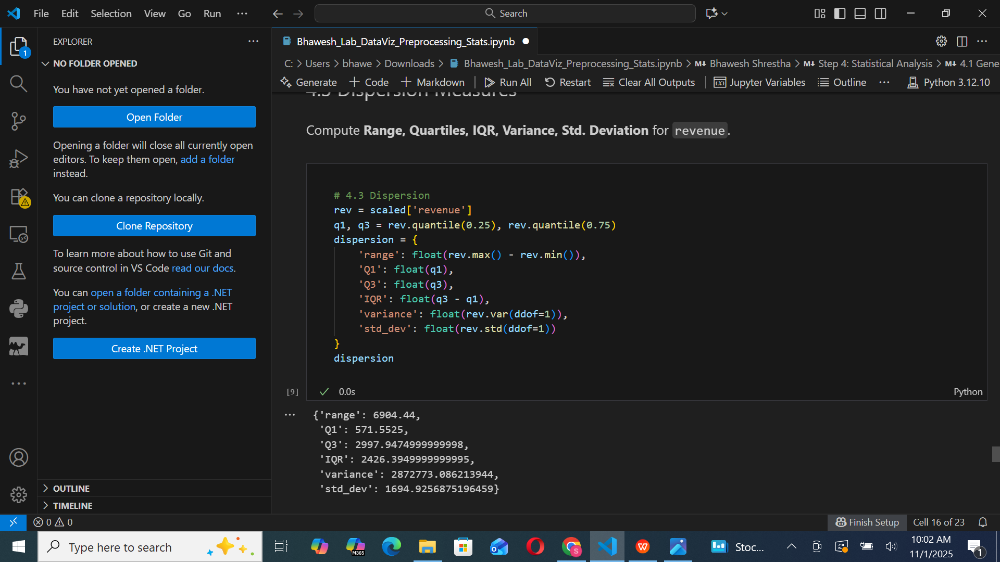 File Edit Selection View Go Run ...
Search
EXPLORER
1
NO FOLDER OPENED
You have not yet opened a folder.
Open Folder
Opening a folder will close all currently open
editors. To keep them open, add a folder
instead.
You can clone a repository locally.
Clone Repository
To learn more about how to use Git and
source control in VS Code read our docs.
You can open a folder containing a .NET
project or solution, or create a new .NET
project.
Create .NET Project
OUTLINE
TIMELINE
Bhawesh_Lab_DataViz_Preprocessing_Stats.ipynb
C: > Users > bhawe > Downloads > Bhawesh_Lab_DataViz_Preprocessing_Stats.ipynb > M↓ Bhawesh Shrestha > M↓ Step 4: Statistical Analysis > M↓ 4.1 Gene
Generate + Code + Markdown Run All Restart Clear All Outputs Jupyter Variables Outline ... Python 3.12.10
4.3 Dispersion Measures
Compute Range, Quartiles, IQR, Variance, Std. Deviation for revenue.
# 4.3 Dispersion
rev = scaled['revenue']
q1, q3 = rev.quantile(0.25), rev.quantile(0.75)
dispersion = {
'range': float(rev.max() - rev.min()),
'Q1': float(q1),
'Q3': float(q3),
'IQR': float(q3 - q1),
'variance': float(rev.var(ddof=1)),
'std_dev': float(rev.std(ddof=1))
}
dispersion
[9] 0.0s Python
{'range': 6904.44,
'Q1': 571.5525,
'Q3': 2997.9474999999998,
'IQR': 2426.3949999999995,
'variance': 2872773.086213944,
'std_dev': 1694.9256875196459}
0 0
Finish Setup Cell 16 of 23
Type here to search
M365
Stoc...
10:02 AM
11/1/2025
1